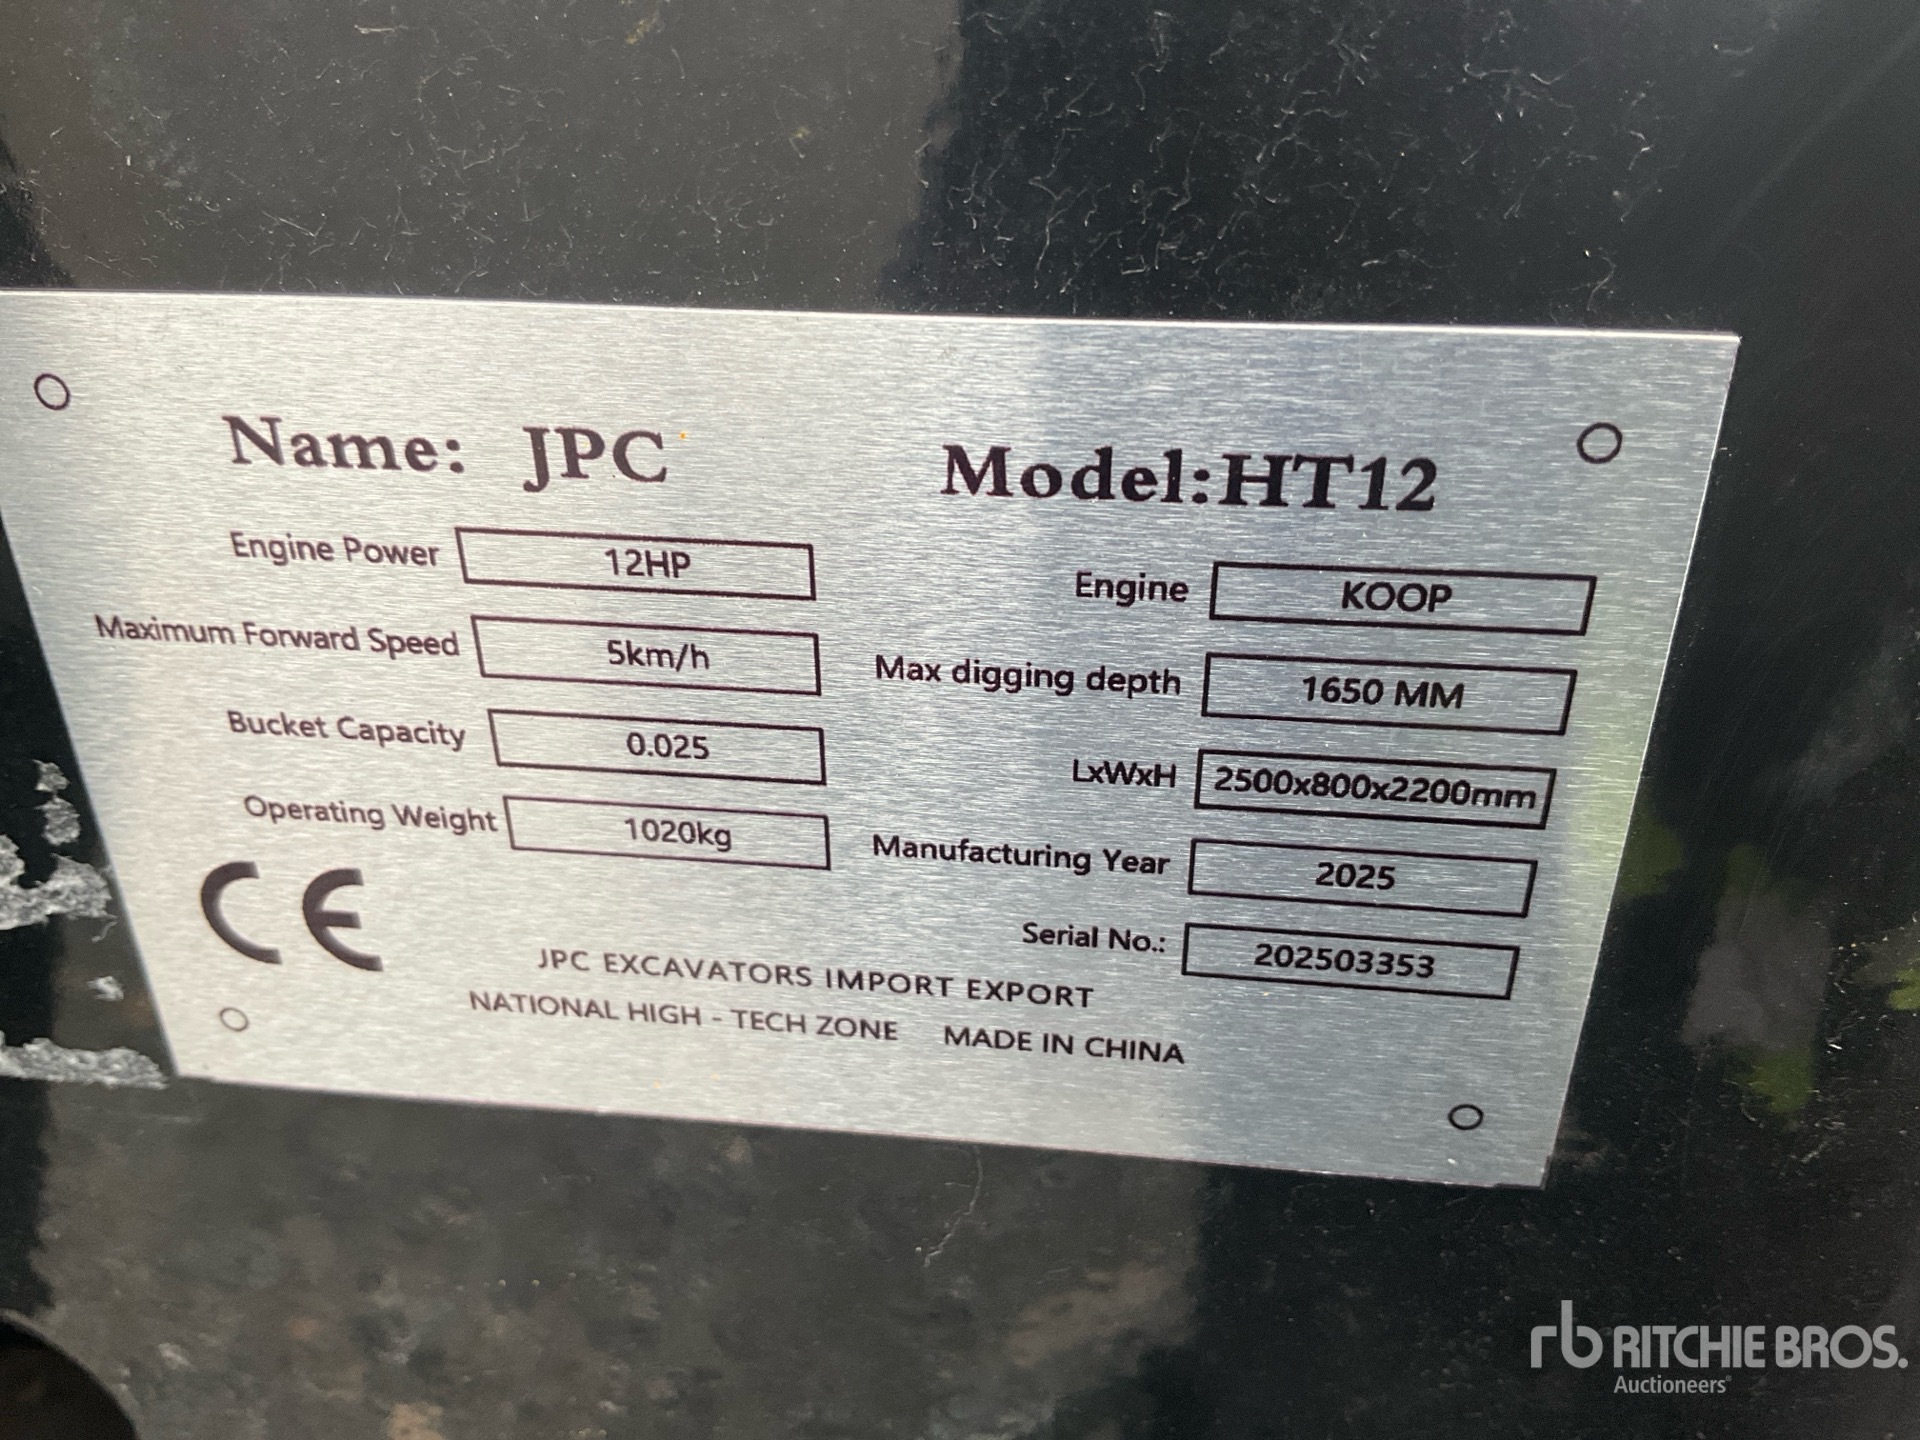 Name: JPC
Model:HT12
Engine Power 12HP
Engine KOOP
Maximum Forward Speed 5km/h
Max digging depth 1650 MM
Bucket Capacity 0.025
LxWxH 2500x800x2200mm
Operating Weight 1020kg
Manufacturing Year 2025
Serial No.: 202503353
CE
JPC EXCAVATORS IMPORT EXPORT
NATIONAL HIGH - TECH ZONE MADE IN CHINA
rb RITCHIE BROS.
Auctioneers